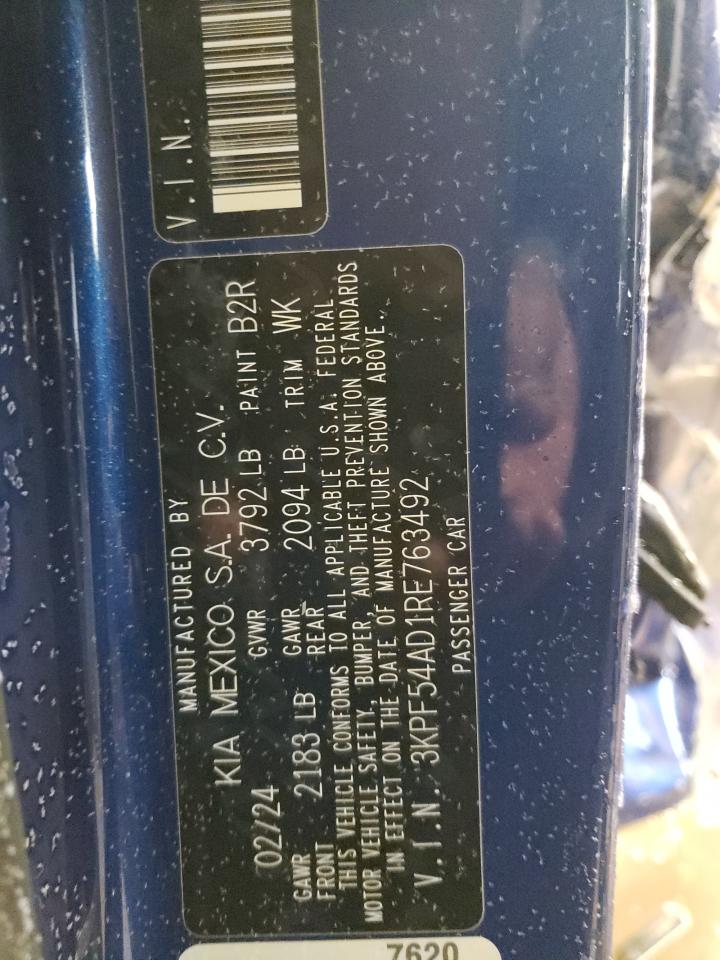 V.I.N.
MANUFACTURED BY
KIA MEXICO S.A. DE C.V.
02/24 GVWR 3792 LB PAINT B2R
GAWR FRONT 2183 LB GAWR REAR 2094 LB TRIM WK
THIS VEHICLE CONFORMS TO ALL APPLICABLE U.S.A. FEDERAL
MOTOR VEHICLE SAFETY, BUMPER, AND THEFT PREVENTION STANDARDS
IN EFFECT ON THE DATE OF MANUFACTURE SHOWN ABOVE.
V.I.N. 3KPF54AD1RE763492
PASSENGER CAR
7620